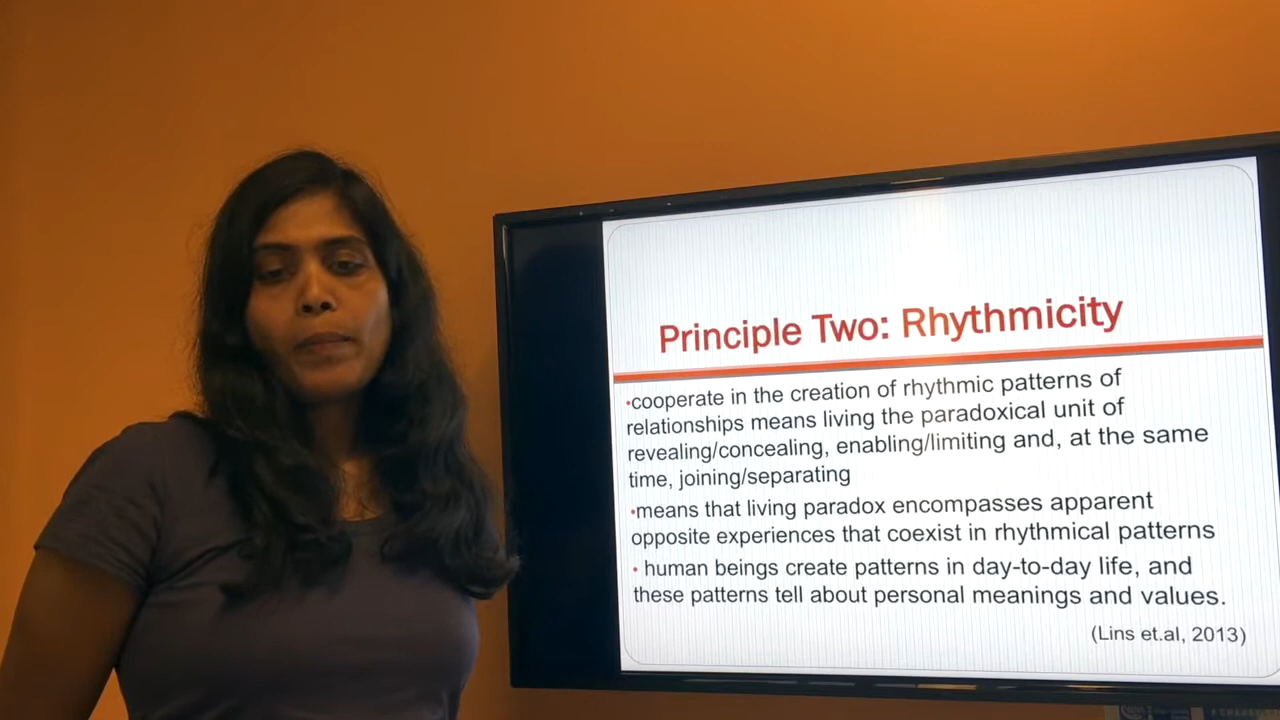 Principle Two: Rhythmicity
•cooperate in the creation of rhythmic patterns of
relationships means living the paradoxical unit of
revealing/concealing, enabling/limiting and, at the same
time, joining/separating
•means that living paradox encompasses apparent
opposite experiences that coexist in rhythmical patterns
• human beings create patterns in day-to-day life, and
these patterns tell about personal meanings and values.
(Lins et.al, 2013)